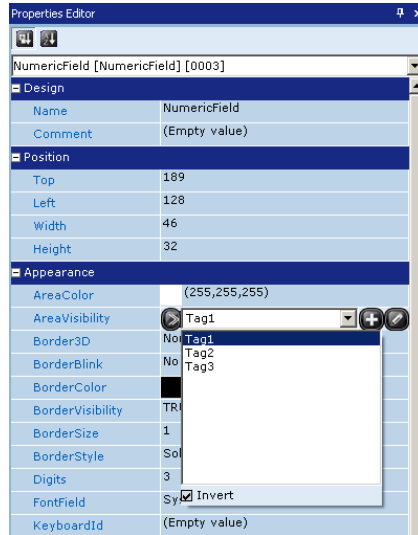 Properties Editor
NumericField [NumericField] [0003]
Design
Name NumericField
Comment (Empty value)
Position
Top 189
Left 128
Width 46
Height 32
Appearance
AreaColor (255,255,255)
AreaVisibility Tag1
Border3D Tag1
BorderBlink No Tag2
Tag3
BorderColor
BorderVisibility
BorderSize 1
BorderStyle
Digits 3
FontField Invert
KeyboardId (Empty value)